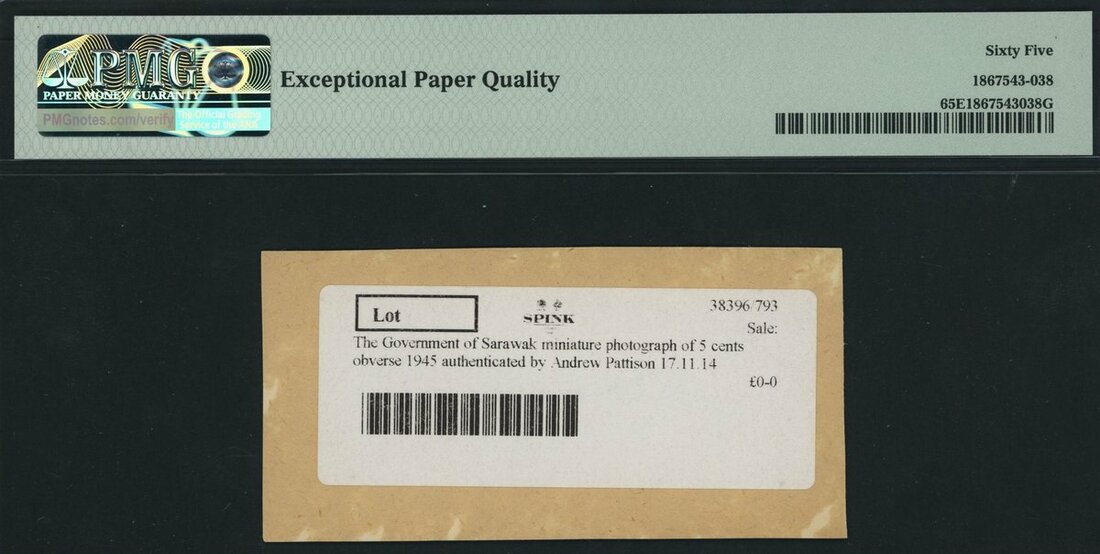 PMG
PAPER MONEY GUARANTY
PMGnotes.com/verify
The Official Grading
Service of the ANA
Exceptional Paper Quality
Sixty Five
1867543-038
65E1867543038G
Lot
SPINK
38396/793
Sale:
The Government of Sarawak miniature photograph of 5 cents
obverse 1945 authenticated by Andrew Pattison 17.11.14
£0-0